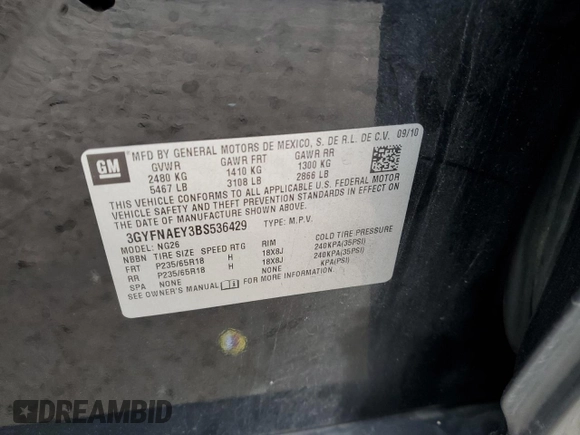 GM
MFD BY GENERAL MOTORS DE MEXICO, S. DE R.L. DE C.V. 09/10
GVWR GAWR FRT GAWR RR
2480 KG 1410 KG 1300 KG
5467 LB 3108 LB 2866 LB
THIS VEHICLE CONFORMS TO ALL APPLICABLE U.S. FEDERAL MOTOR
VEHICLE SAFETY, BUMPER, AND THEFT PREVENTION STANDARDS IN EFFECT ON
THE DATE OF MANUFACTURE SHOWN ABOVE.
3GYFNAEY3BS536429 TYPE: M.P.V.
MODEL: NG26
NBBN TIRE SIZE SPEED RTG RIM COLD TIRE PRESSURE
FRT P235/65R18 H 18X8J 240KPA(35PSI)
RR P235/65R18 H 18X8J 240KPA(35PSI)
SPA NONE NONE KPA(PSI)
SEE OWNER'S MANUAL FOR MORE INFORMATION.
DREAMBID